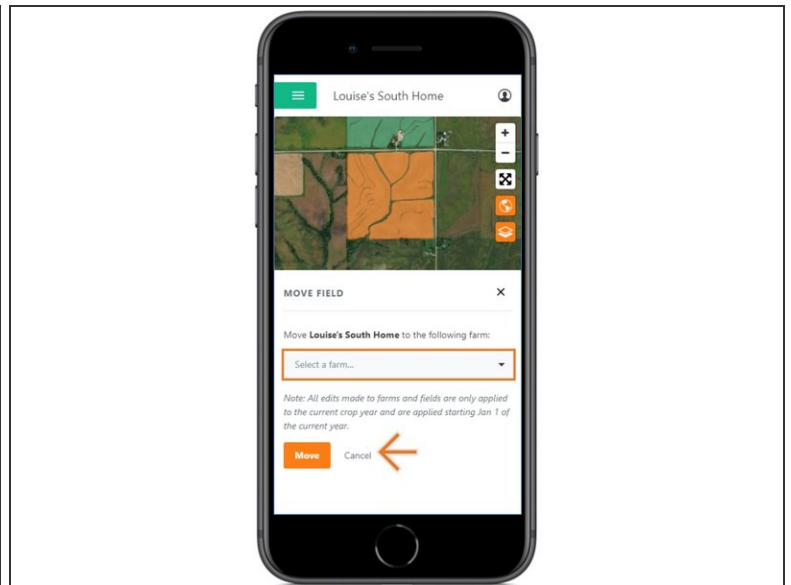 Louise's South Home
+
−
MOVE FIELD
Move Louise's South Home to the following farm:
Select a farm...
Note: All edits made to farms and fields are only applied
to the current crop year and are applied starting Jan 1 of
the current year.
Move Cancel